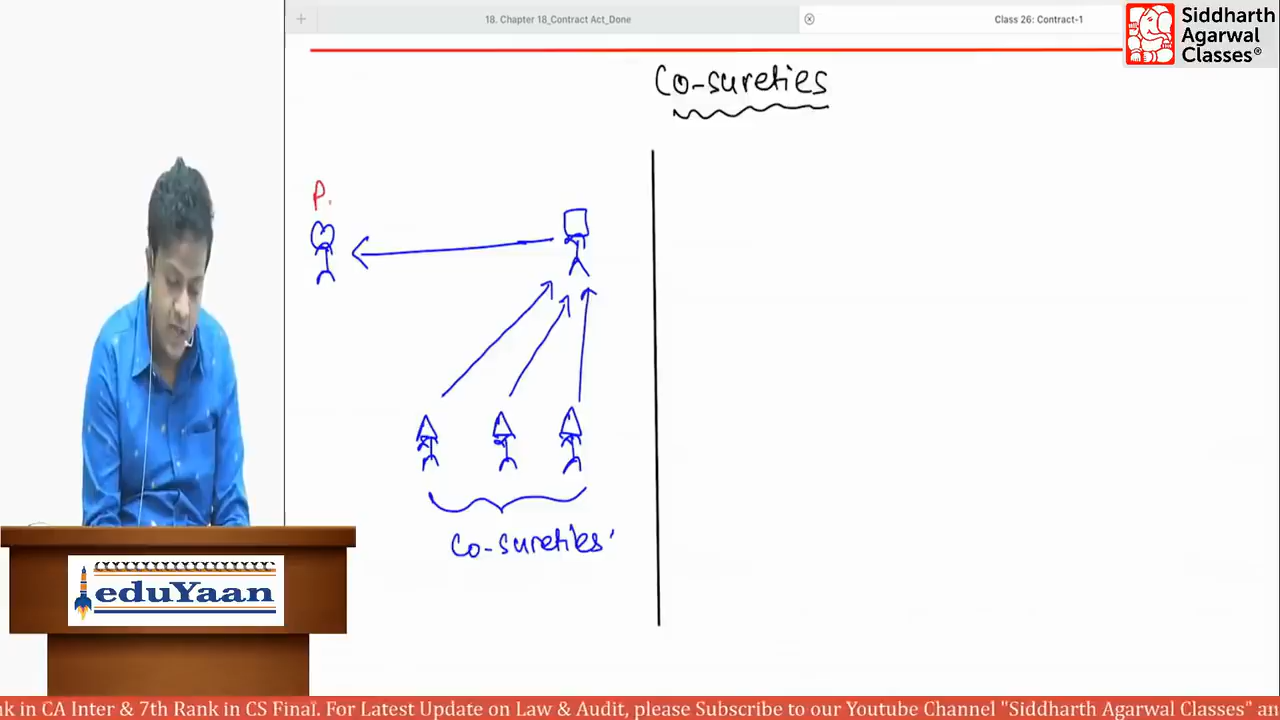 18. Chapter 18_Contract Act_Done
Class 26: Contract-1
Siddharth
Agarwal
Classes®
Co-sureties
P.
Co-sureties
eduYaan
nk in CA Inter & 7th Rank in CS Final. For Latest Update on Law & Audit, please Subscribe to our Youtube Channel "Siddharth Agarwal Classes" an